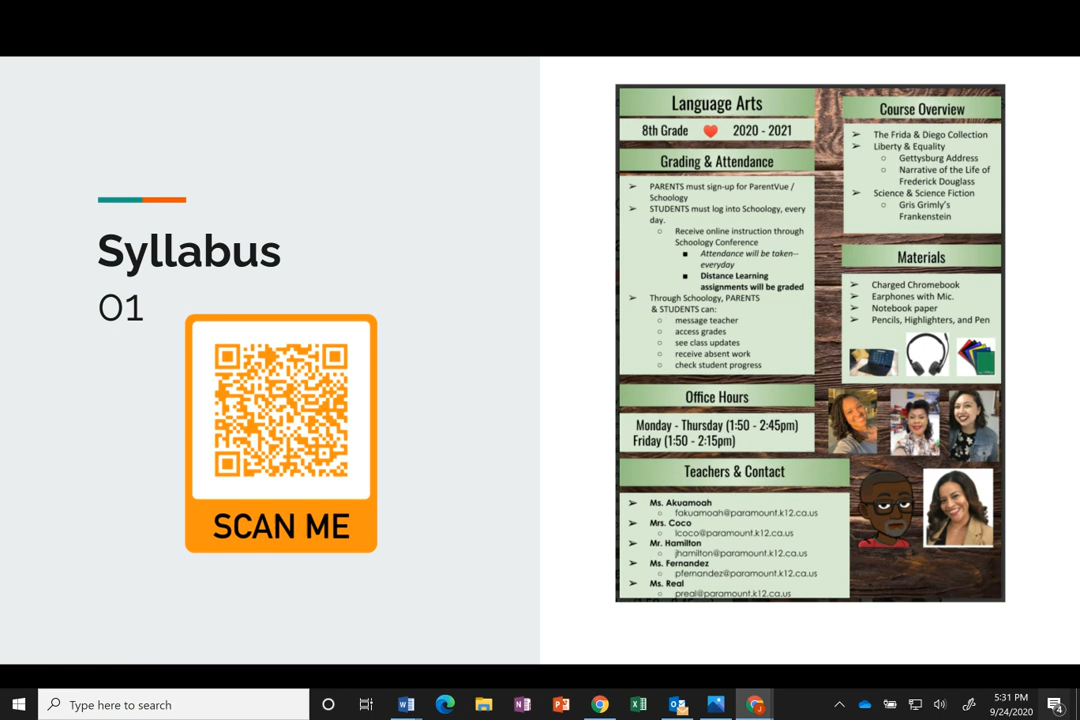 Syllabus
01
SCAN ME
Language Arts
8th Grade 2020 - 2021
Grading & Attendance
➢ PARENTS must sign-up for ParentVue /
Schoology
➢ STUDENTS must log into Schoology, every
day.
○ Receive online instruction through
Schoology Conference
■ Attendance will be taken--
everyday
■ Distance Learning
assignments will be graded
➢ Through Schoology, PARENTS
& STUDENTS can:
○ message teacher
○ access grades
○ see class updates
○ receive absent work
○ check student progress
Office Hours
Monday - Thursday (1:50 - 2:45pm)
Friday (1:50 - 2:15pm)
Teachers & Contact
➢ Ms. Akuamoah
○ fakuamoah@paramount.k12.ca.us
➢ Mrs. Coco
○ lcoco@paramount.k12.ca.us
➢ Mr. Hamilton
○ jhamilton@paramount.k12.ca.us
➢ Ms. Fernandez
○ pfernandez@paramount.k12.ca.us
➢ Ms. Real
○ preal@paramount.k12.ca.us
Course Overview
➢ The Frida & Diego Collection
➢ Liberty & Equality
○ Gettysburg Address
○ Narrative of the Life of
Frederick Douglass
➢ Science & Science Fiction
○ Gris Grimly's
Frankenstein
Materials
➢ Charged Chromebook
➢ Earphones with Mic.
➢ Notebook paper
➢ Pencils, Highlighters, and Pen
Type here to search
5:31 PM
9/24/2020
4